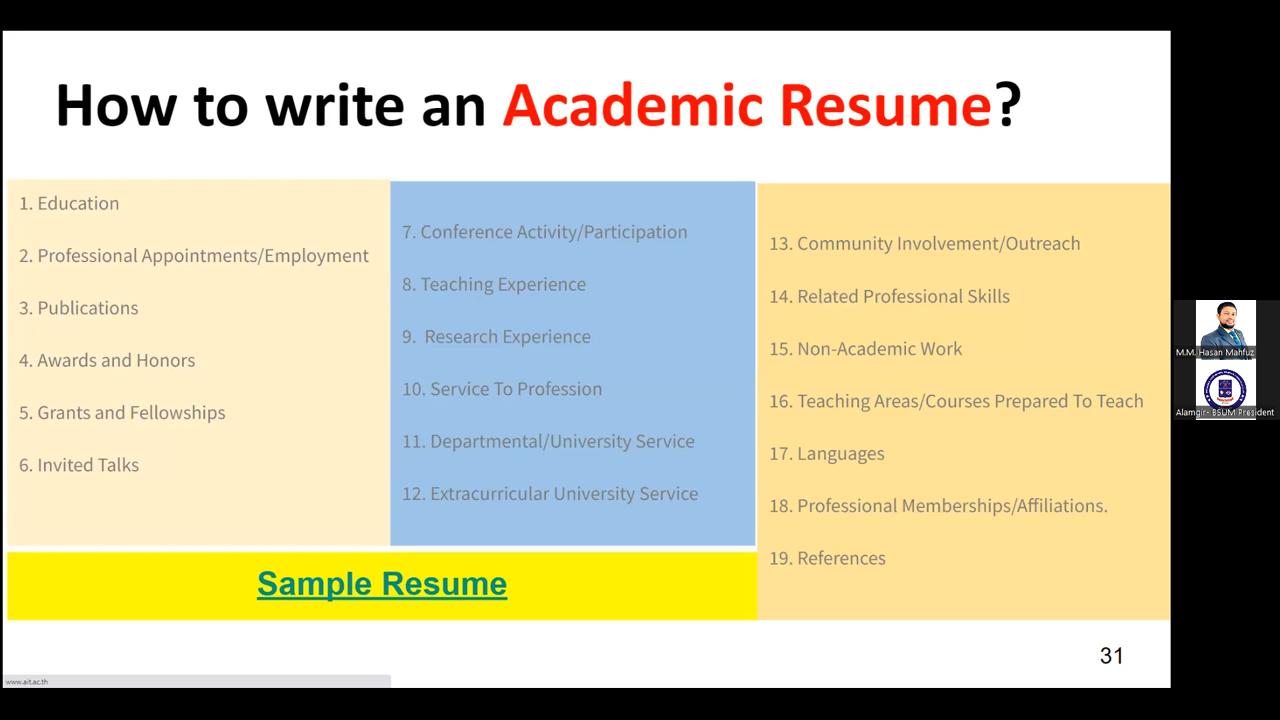 How to write an Academic Resume?
1. Education
2. Professional Appointments/Employment
3. Publications
4. Awards and Honors
5. Grants and Fellowships
6. Invited Talks
7. Conference Activity/Participation
8. Teaching Experience
9. Research Experience
10. Service To Profession
11. Departmental/University Service
12. Extracurricular University Service
13. Community Involvement/Outreach
14. Related Professional Skills
15. Non-Academic Work
16. Teaching Areas/Courses Prepared To Teach
17. Languages
18. Professional Memberships/Affiliations.
19. References
Sample Resume
31
www.ait.ac.th
M.M. Hasan Mahfuz
Alamgir- BSUM President